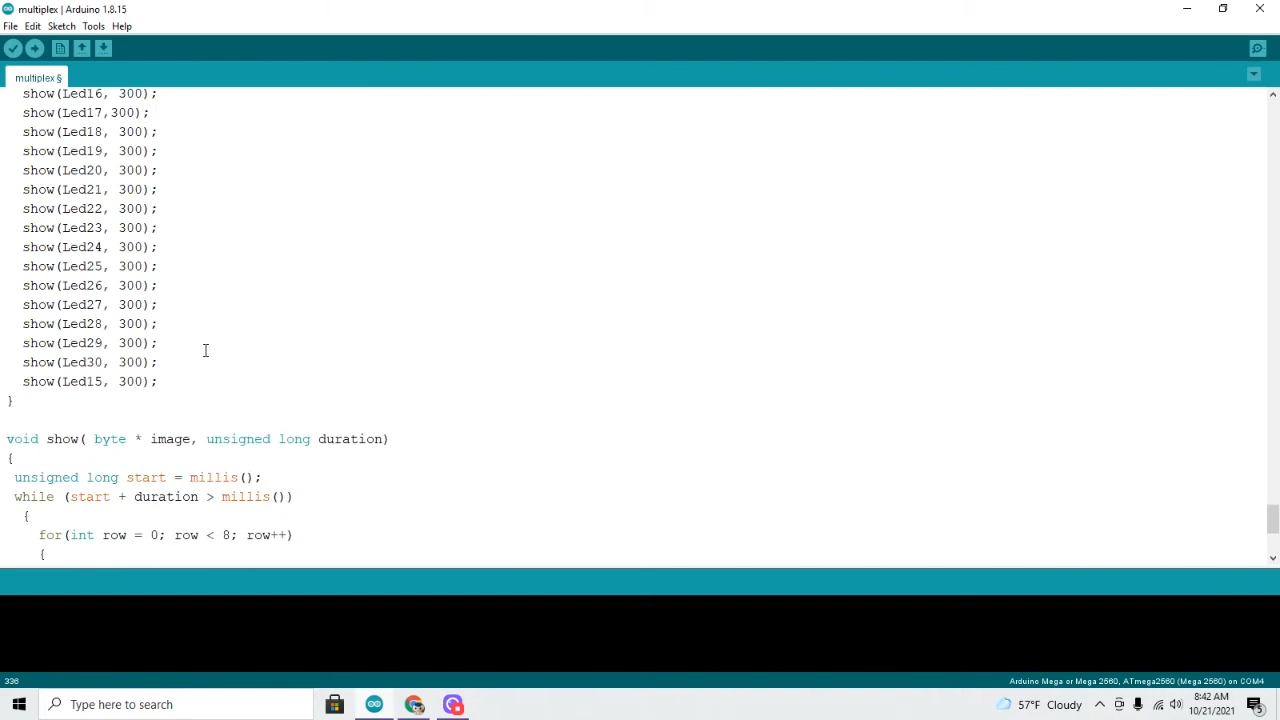 multiplex | Arduino 1.8.15
File Edit Sketch Tools Help
multiplex §
show(Led16, 300);
show(Led17,300);
show(Led18, 300);
show(Led19, 300);
show(Led20, 300);
show(Led21, 300);
show(Led22, 300);
show(Led23, 300);
show(Led24, 300);
show(Led25, 300);
show(Led26, 300);
show(Led27, 300);
show(Led28, 300);
show(Led29, 300);
show(Led30, 300);
show(Led15, 300);
}
void show( byte * image, unsigned long duration)
{
unsigned long start = millis();
while (start + duration > millis())
{
for(int row = 0; row < 8; row++)
{
336
Arduino Mega or Mega 2560, ATmega2560 (Mega 2560) on COM4
Type here to search
57°F Cloudy
8:42 AM
10/21/2021
5